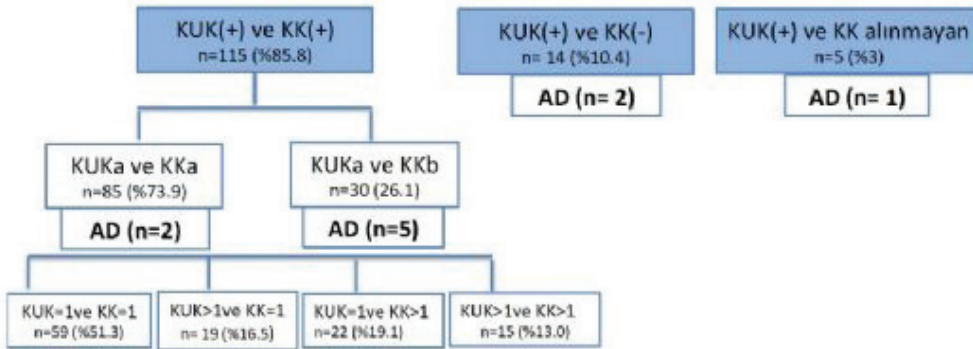 KUK(+) ve KK(+)
n=115 (%85.8)
KUK(+) ve KK(-)
n= 14 (%10.4)
AD (n= 2)
KUK(+) ve KK alınmayan
n=5 (%3)
AD (n= 1)
KUKa ve KKa
n=85 (%73.9)
AD (n=2)
KUKa ve KKb
n=30 (26.1)
AD (n=5)
KUK=1ve KK=1
n=59 (%51.3)
KUK>1ve KK=1
n= 19 (%16.5)
KUK=1ve KK>1
n=22 (%19.1)
KUK>1ve KK>1
n=15 (%13.0)